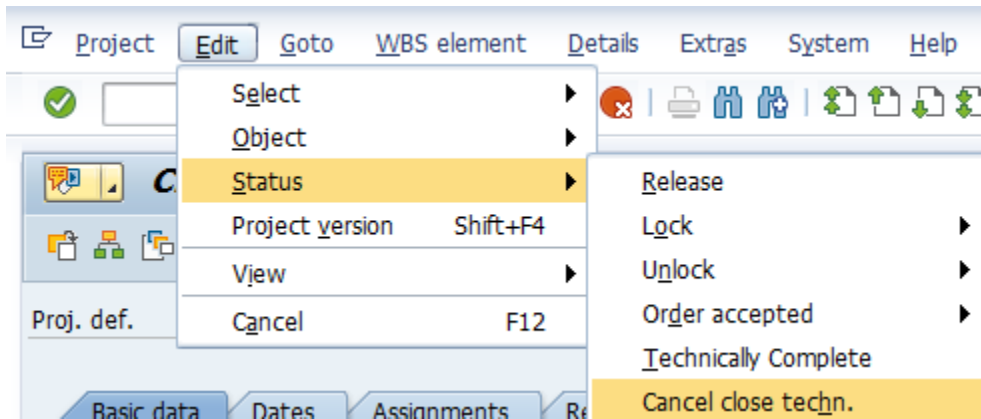 Project Edit Goto WBS element Details Extras System Help
Select
Object
Status
Release
Project version Shift+F4
Lock
View
Unlock
Cancel F12
Order accepted
Proj. def.
Technically Complete
Cancel close techn.
Basic data Dates Assignments